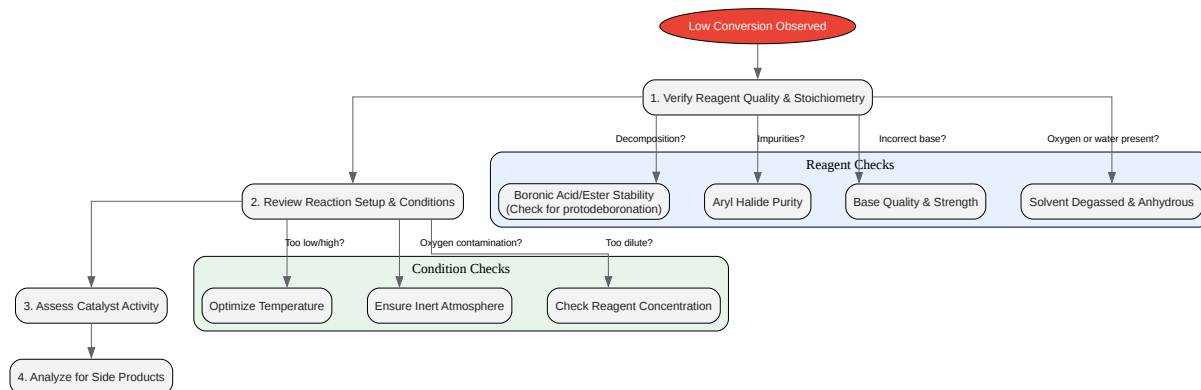 Low Conversion Observed
1. Verify Reagent Quality & Stoichiometry
Decomposition?
Impurities?
Incorrect base?
Oxygen or water present?
Reagent Checks
Boronic Acid/Ester Stability
(Check for protodeboronation)
Aryl Halide Purity
Base Quality & Strength
Solvent Degassed & Anhydrous
2. Review Reaction Setup & Conditions
Too low/high?
Oxygen contamination?
Too dilute?
Condition Checks
Optimize Temperature
Ensure Inert Atmosphere
Check Reagent Concentration
3. Assess Catalyst Activity
4. Analyze for Side Products